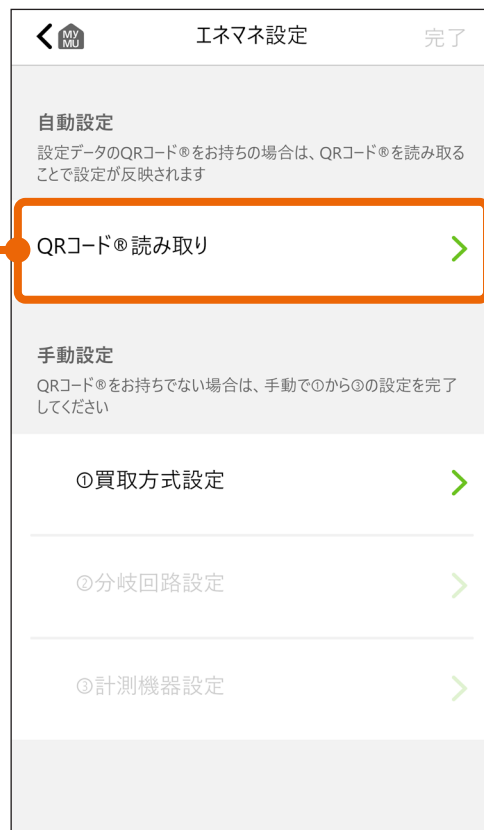 MY
MU
エネマネ設定
完了
自動設定
設定データのQRコード®をお持ちの場合は、QRコード®を読み取る
ことで設定が反映されます
QRコード®読み取り
手動設定
QRコード®をお持ちでない場合は、手動で①から③の設定を完了
してください
①買取方式設定
②分岐回路設定
③計測機器設定